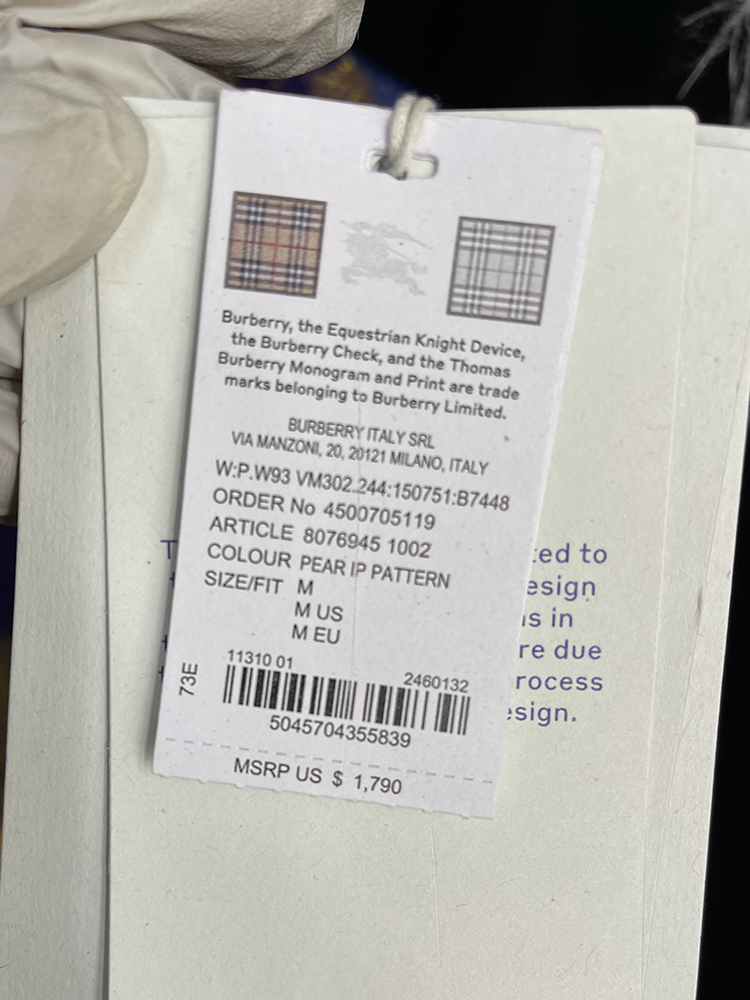 Burberry, the Equestrian Knight Device,
the Burberry Check, and the Thomas
Burberry Monogram and Print are trade
marks belonging to Burberry Limited.
BURBERRY ITALY SRL
VIA MANZONI, 20, 20121 MILANO, ITALY
W:P.W93 VM302.244:150751:B7448
ORDER No 4500705119
ARTICLE 8076945 1002
COLOUR PEAR IP PATTERN
SIZE/FIT M
M US
M EU
11310 01
2460132
73E
5045704355839
MSRP US $ 1,790
T
ed to
esign
s in
re due
rocess
esign.